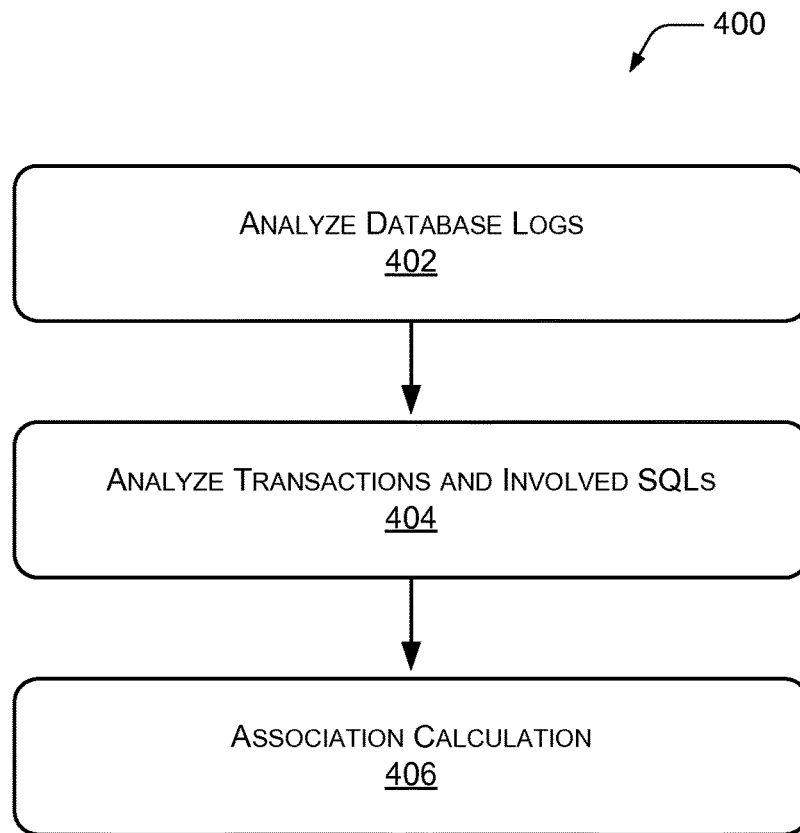 400
ANALYZE DATABASE LOGS
402
ANALYZE TRANSACTIONS AND INVOLVED SQLS
404
ASSOCIATION CALCULATION
406